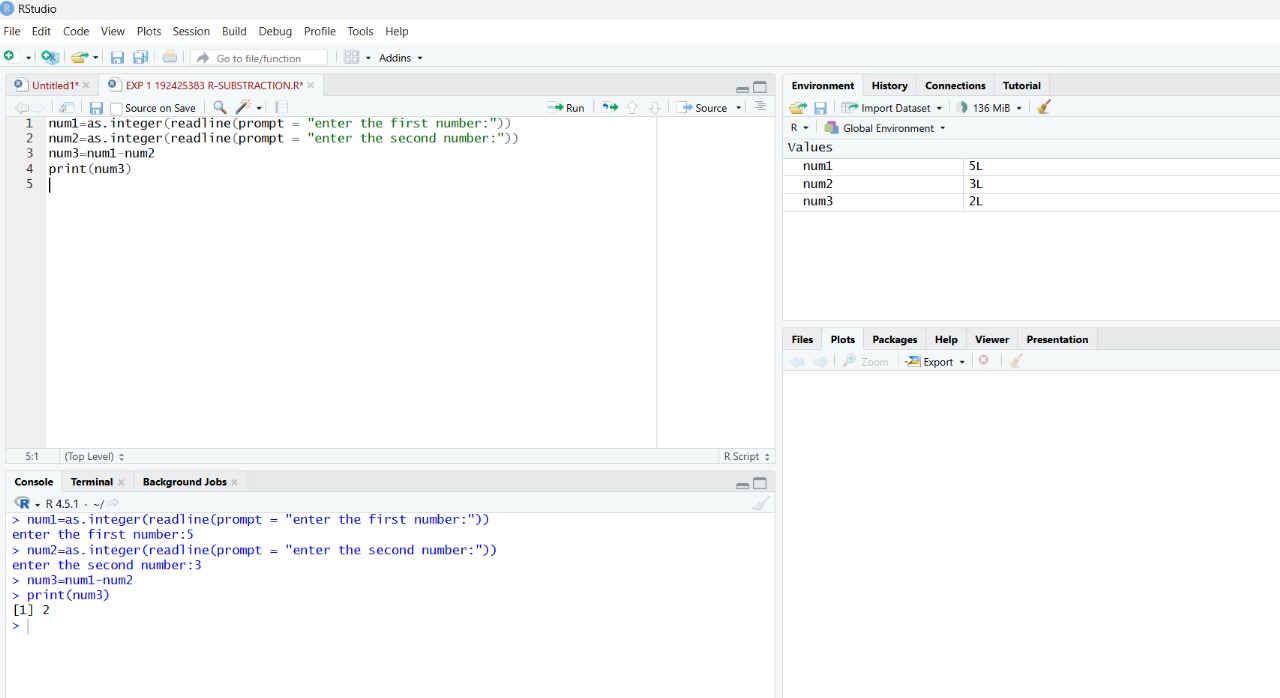 RStudio
File Edit Code View Plots Session Build Debug Profile Tools Help
Go to file/function Addins
Untitled1* EXP 1 192425383 R-SUBSTRACTION.R*
Source on Save Run Source
1 num1=as.integer(readline(prompt = "enter the first number:"))
2 num2=as.integer(readline(prompt = "enter the second number:"))
3 num3=num1-num2
4 print(num3)
5
5:1 (Top Level) R Script
Console Terminal Background Jobs
R R 4.5.1 · ~/
> num1=as.integer(readline(prompt = "enter the first number:"))
enter the first number:5
> num2=as.integer(readline(prompt = "enter the second number:"))
enter the second number:3
> num3=num1-num2
> print(num3)
[1] 2
>
Environment History Connections Tutorial
Import Dataset 136 MiB
R Global Environment
Values
num1 5L
num2 3L
num3 2L
Files Plots Packages Help Viewer Presentation
Zoom Export